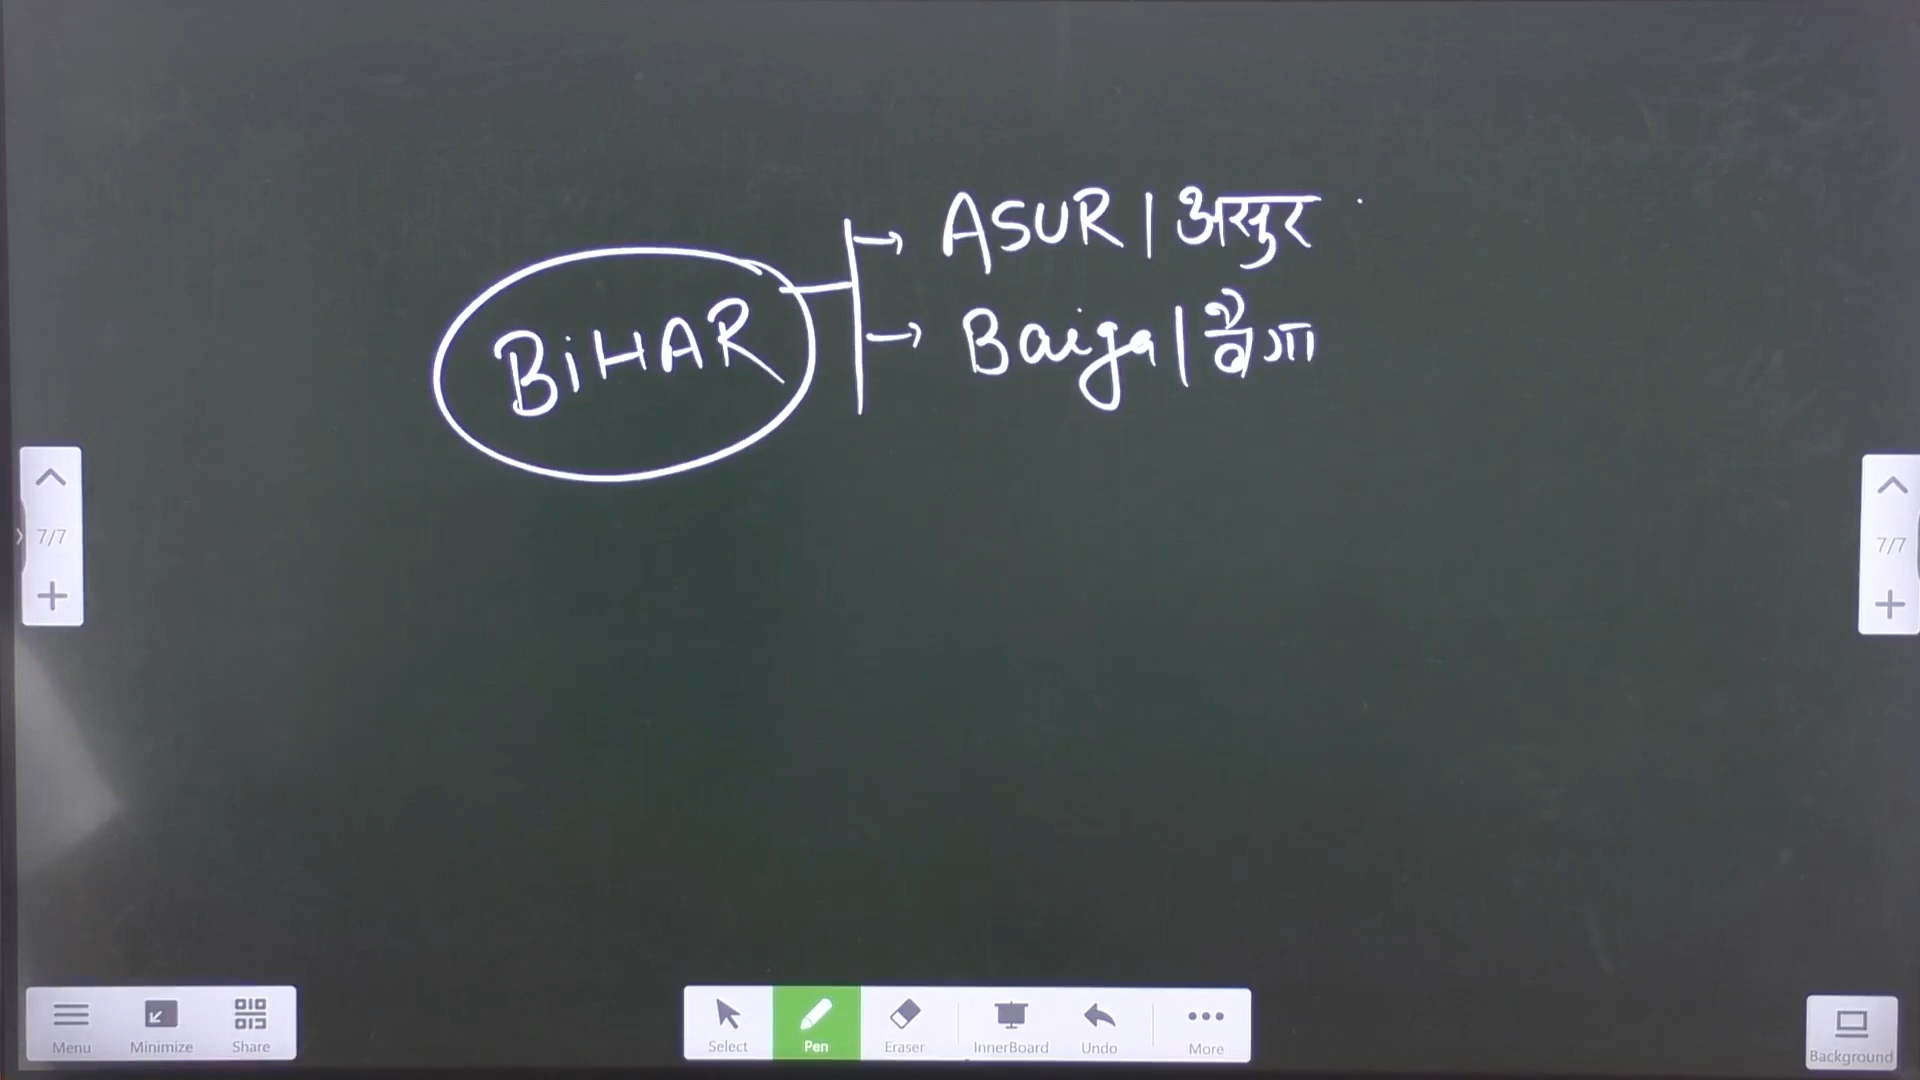 ASUR | असुर
BiHAR
Baiga | बैगा
7/7
7/7
Menu Minimize Share Select Pen Eraser InnerBoard Undo More Background